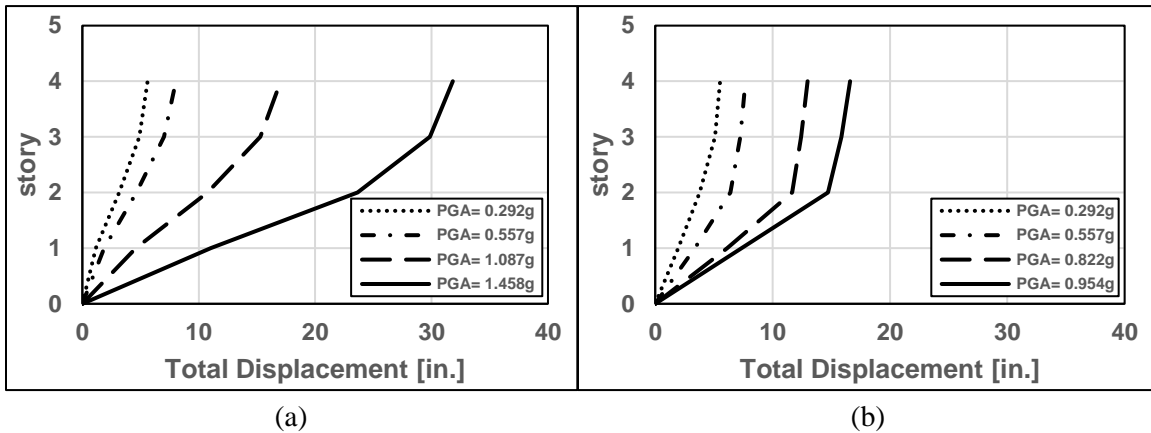 5
4
3
2
1
0
story
0 10 20 30 40
Total Displacement [in.]
PGA= 0.292g
PGA= 0.557g
PGA= 1.087g
PGA= 1.458g
(a)
5
4
3
2
1
0
story
0 10 20 30 40
Total Displacement [in.]
PGA= 0.292g
PGA= 0.557g
PGA= 0.822g
PGA= 0.954g
(b)